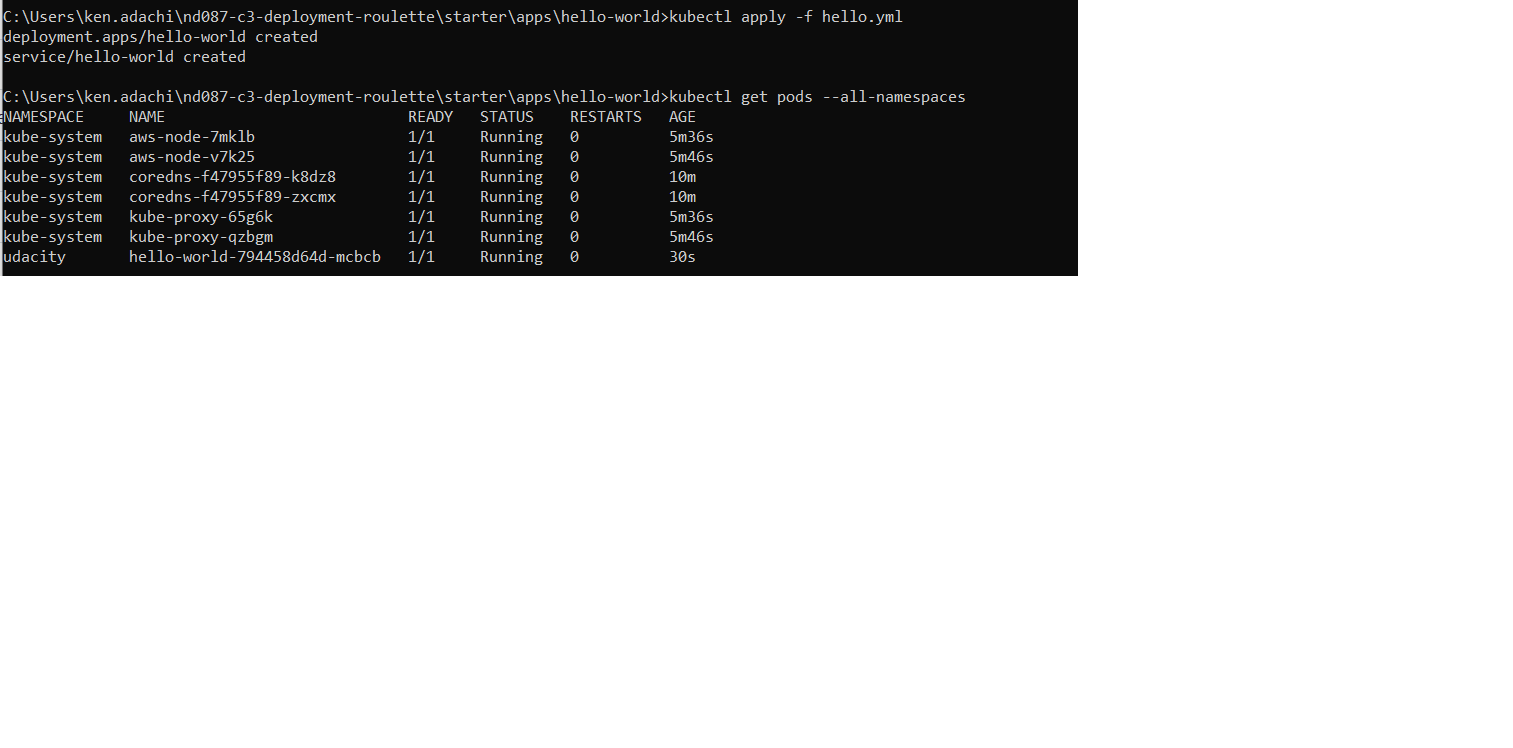 C:\Users\ken.adachi\nd087-c3-deployment-roulette\starter\apps\hello-world>kubectl apply -f hello.yml
deployment.apps/hello-world created
service/hello-world created
C:\Users\ken.adachi\nd087-c3-deployment-roulette\starter\apps\hello-world>kubectl get pods --all-namespaces
NAMESPACE     NAME                           READY   STATUS    RESTARTS   AGE
kube-system   aws-node-7mklb                 1/1     Running   0          5m36s
kube-system   aws-node-v7k25                 1/1     Running   0          5m46s
kube-system   coredns-f47955f89-k8dz8        1/1     Running   0          10m
kube-system   coredns-f47955f89-zxcmx        1/1     Running   0          10m
kube-system   kube-proxy-65g6k               1/1     Running   0          5m36s
kube-system   kube-proxy-qzbgm               1/1     Running   0          5m46s
udacity       hello-world-794458d64d-mcbcb   1/1     Running   0          30s